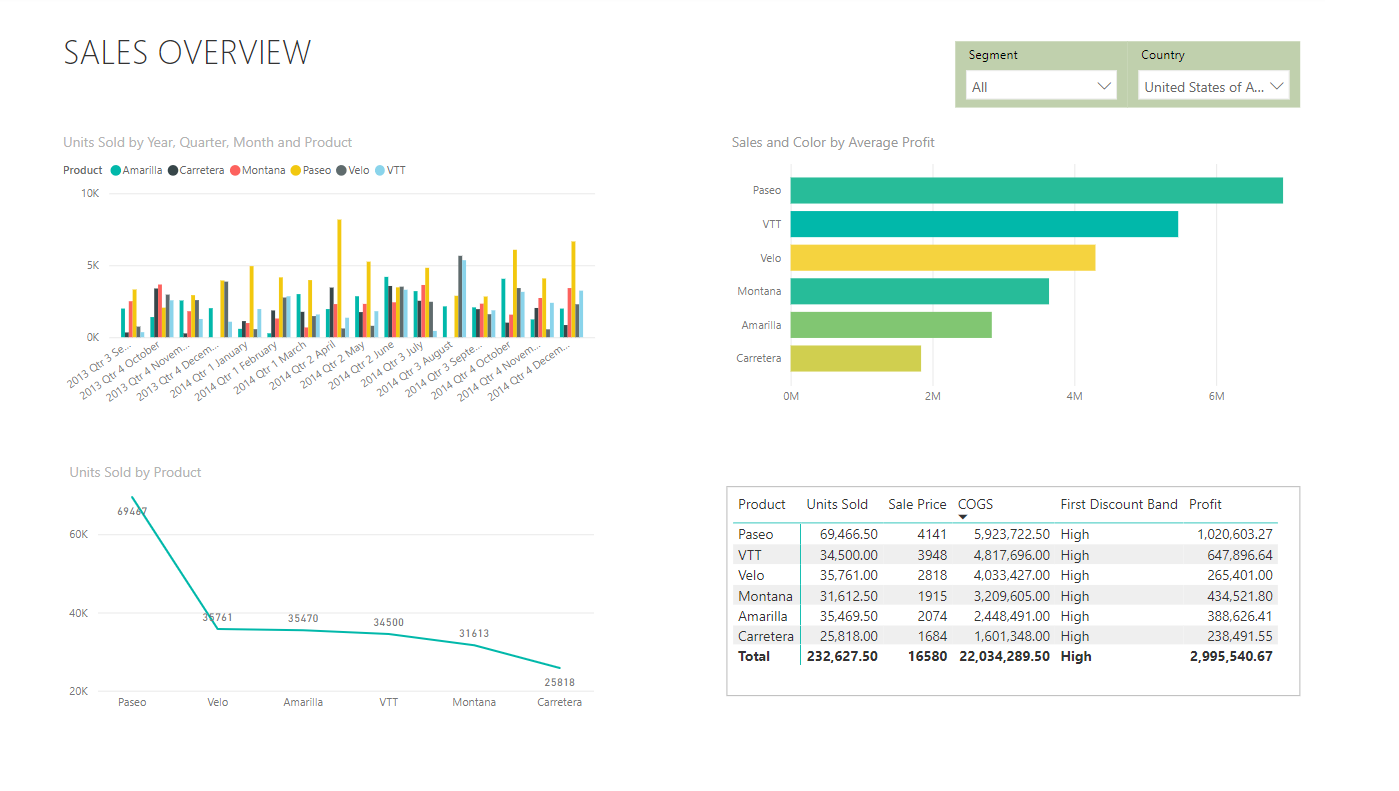 SALES OVERVIEW
Segment
Country
All
United States of A...
Units Sold by Year, Quarter, Month and Product
Product Amarilla Carretera Montana Paseo Velo VTT
10K
5K
0K
2013 Qtr 3 Se...
2013 Qtr 4 October
2013 Qtr 4 Novem...
2013 Qtr 4 Decem...
2014 Qtr 1 January
2014 Qtr 1 February
2014 Qtr 1 March
2014 Qtr 2 April
2014 Qtr 2 May
2014 Qtr 2 June
2014 Qtr 3 July
2014 Qtr 3 August
2014 Qtr 3 Septe...
2014 Qtr 4 October
2014 Qtr 4 Novem...
2014 Qtr 4 Decem...
Sales and Color by Average Profit
Paseo
VTT
Velo
Montana
Amarilla
Carretera
0M 2M 4M 6M
Units Sold by Product
60K
40K
20K
69467
35761
35470
34500
31613
25818
Paseo Velo Amarilla VTT Montana Carretera
Product Units Sold Sale Price COGS First Discount Band Profit
Paseo 69,466.50 4141 5,923,722.50 High 1,020,603.27
VTT 34,500.00 3948 4,817,696.00 High 647,896.64
Velo 35,761.00 2818 4,033,427.00 High 265,401.00
Montana 31,612.50 1915 3,209,605.00 High 434,521.80
Amarilla 35,469.50 2074 2,448,491.00 High 388,626.41
Carretera 25,818.00 1684 1,601,348.00 High 238,491.55
Total 232,627.50 16580 22,034,289.50 High 2,995,540.67